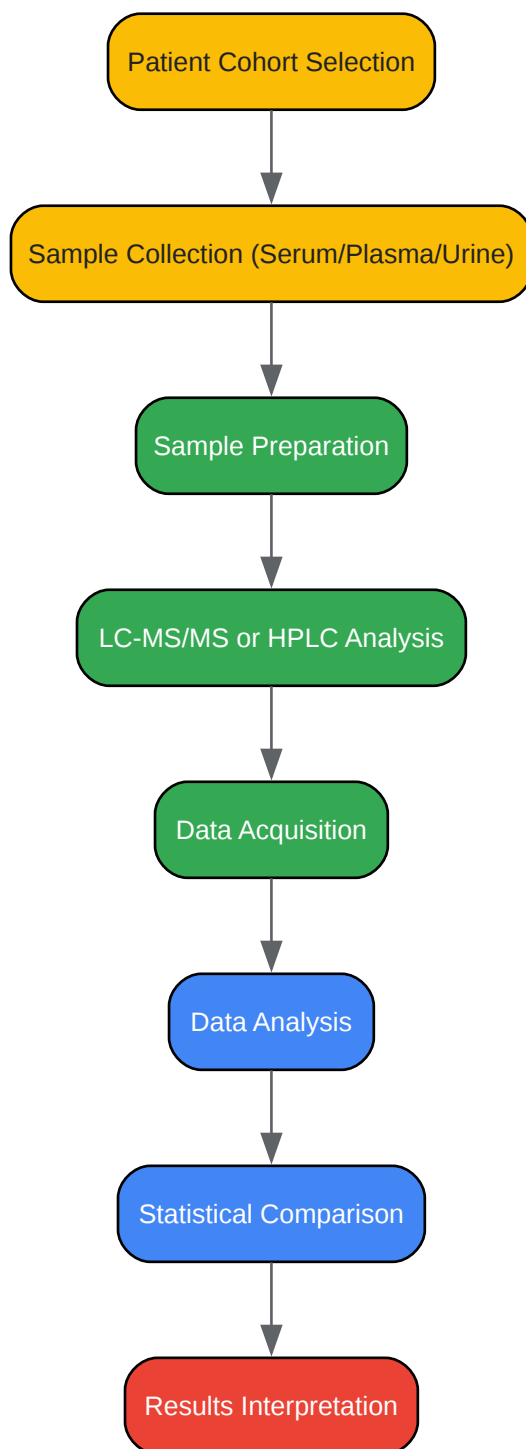 Patient Cohort Selection
Sample Collection (Serum/Plasma/Urine)
Sample Preparation
LC-MS/MS or HPLC Analysis
Data Acquisition
Data Analysis
Statistical Comparison
Results Interpretation